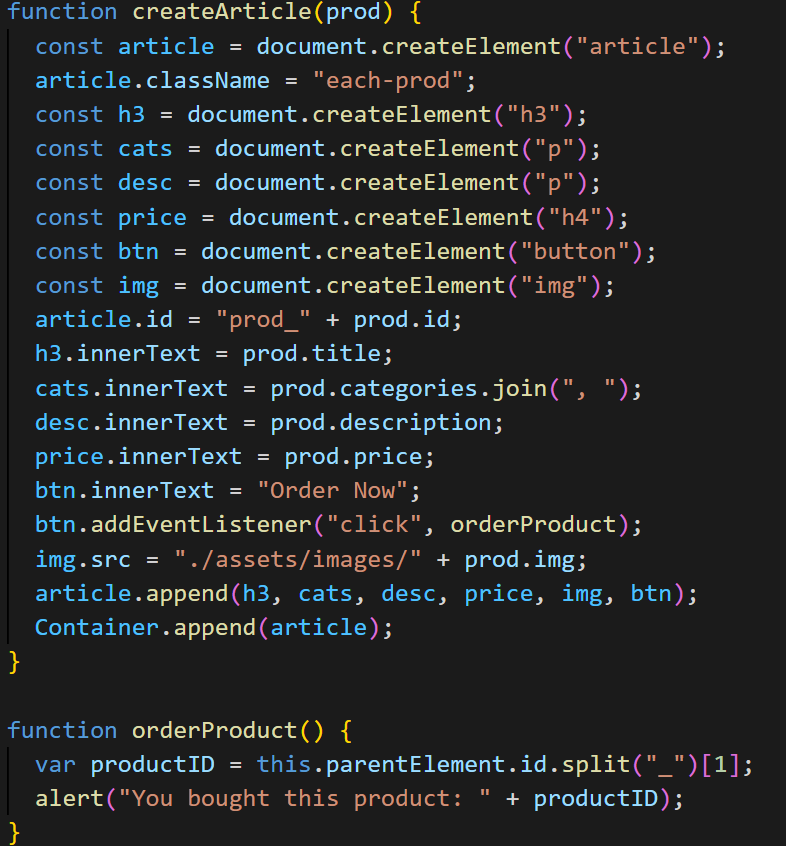 function createArticle(prod) {
  const article = document.createElement("article");
  article.className = "each-prod";
  const h3 = document.createElement("h3");
  const cats = document.createElement("p");
  const desc = document.createElement("p");
  const price = document.createElement("h4");
  const btn = document.createElement("button");
  const img = document.createElement("img");
  article.id = "prod_" + prod.id;
  h3.innerText = prod.title;
  cats.innerText = prod.categories.join(", ");
  desc.innerText = prod.description;
  price.innerText = prod.price;
  btn.innerText = "Order Now";
  btn.addEventListener("click", orderProduct);
  img.src = "./assets/images/" + prod.img;
  article.append(h3, cats, desc, price, img, btn);
  Container.append(article);
}

function orderProduct() {
  var productID = this.parentElement.id.split("_")[1];
  alert("You bought this product: " + productID);
}